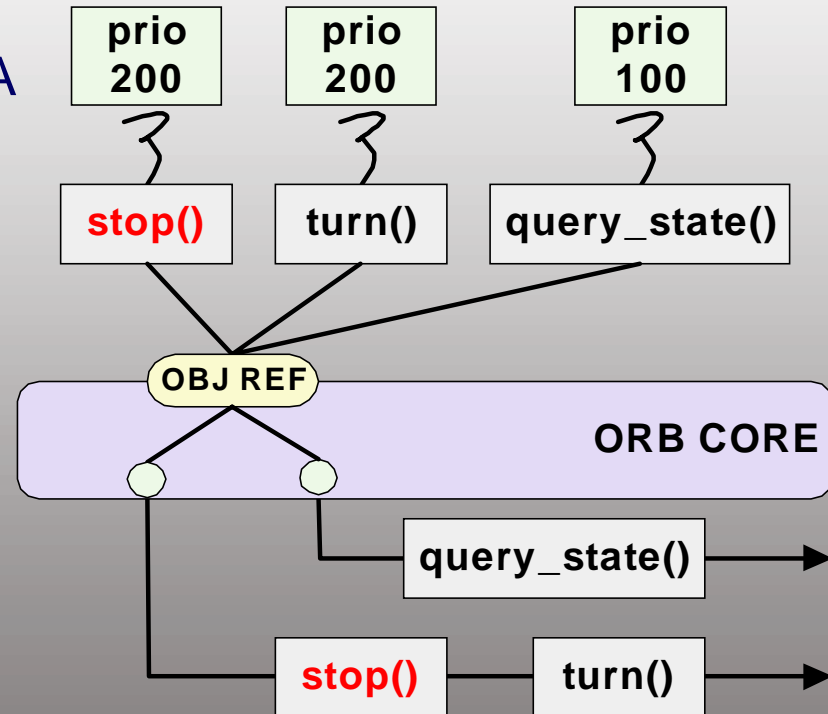 A
prio
200
prio
200
prio
100
stop()
turn()
query_state()
OBJ REF
ORB CORE
query_state()
stop()
turn()